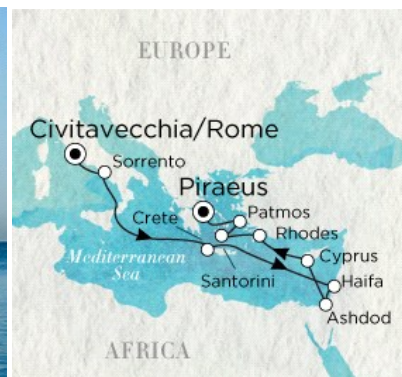 EUROPE
Civitavecchia/Rome
Sorrento
Piraeus
Patmos
Crete
Rhodes
Mediterranean
Sea
Cyprus
Santorini
Haifa
Ashdod
AFRICA